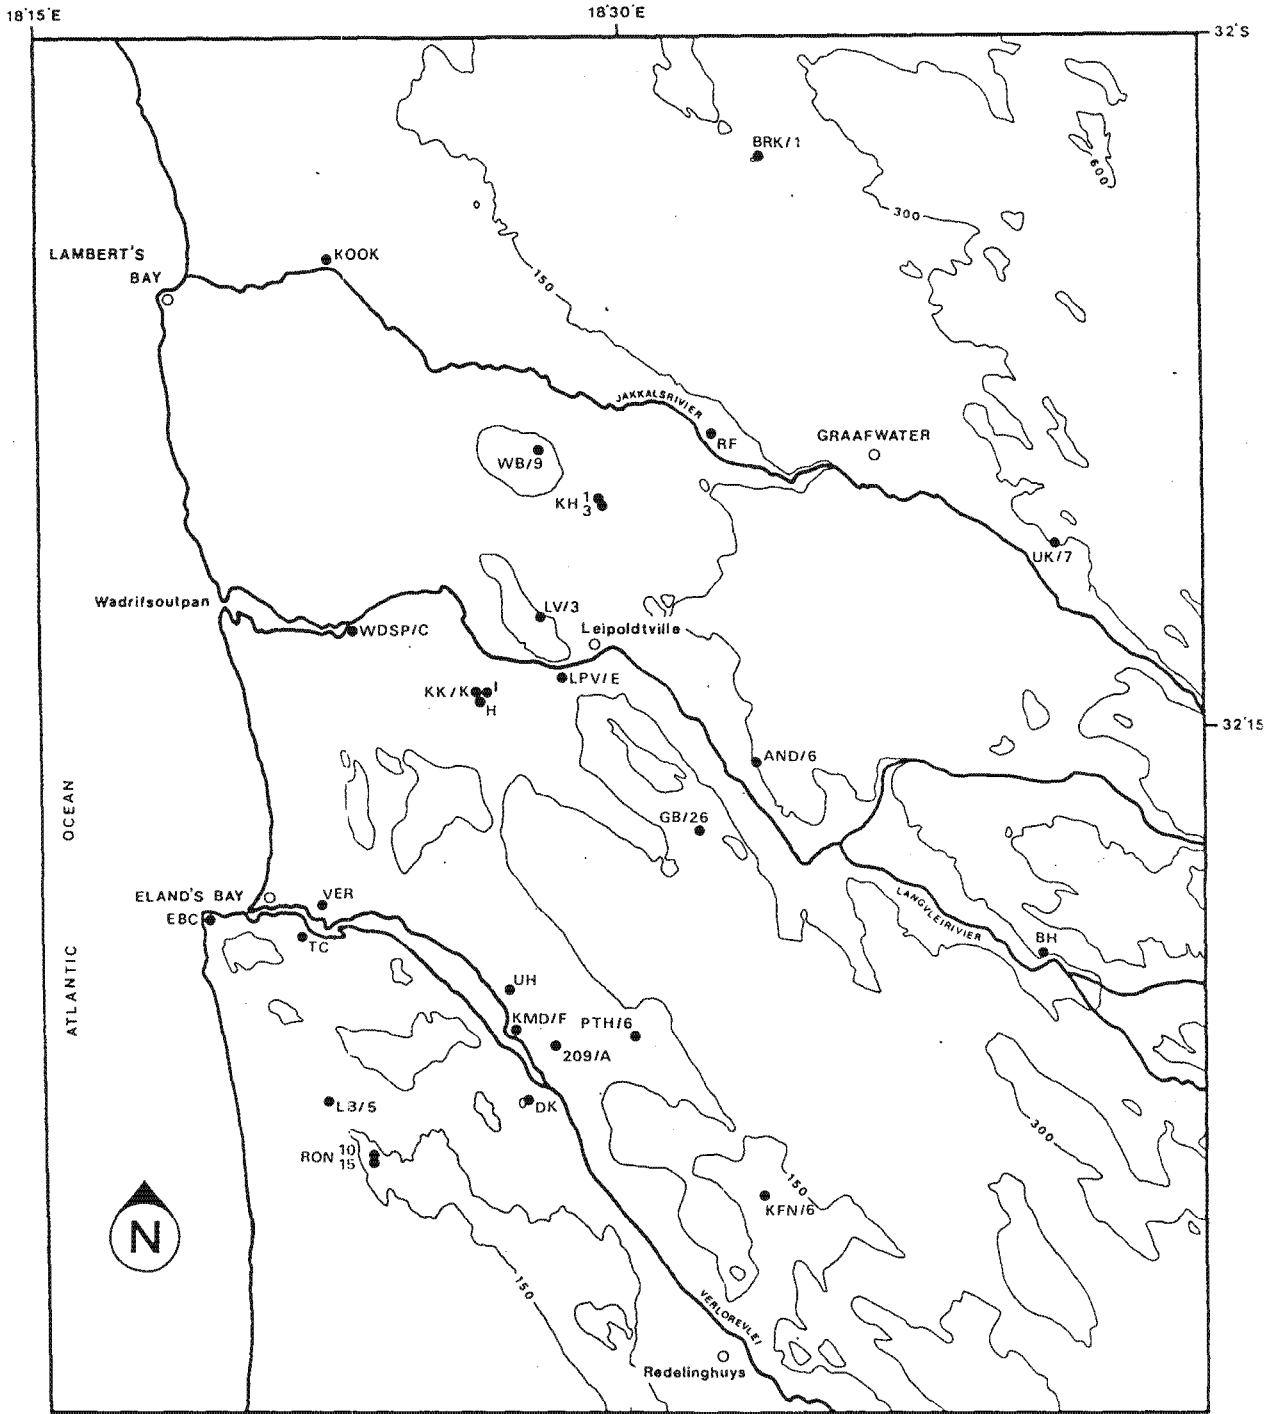 18°15'E
18°30'E
32°S
BRK/1
600
300
LAMBERT'S
BAY
KOOK
150
JAKKALSRIVIER
RF
GRAAFWATER
WB/9
KH 1
3
UK/7
Wadrifsoutpan
LV/3
WDSP/C
Leipoldtville
LPV/E
KK/K I
H
32°15
AND/6
ATLANTIC OCEAN
GB/26
ELAND'S BAY
VER
EBC
TC
LANGVLEIRIVIER
BH
UH
KMD/F
PTH/6
209/A
LB/5
DK
300
RON 10
15
150
KFN/6
N
150
VERLOREVLEI
Redelinghuys